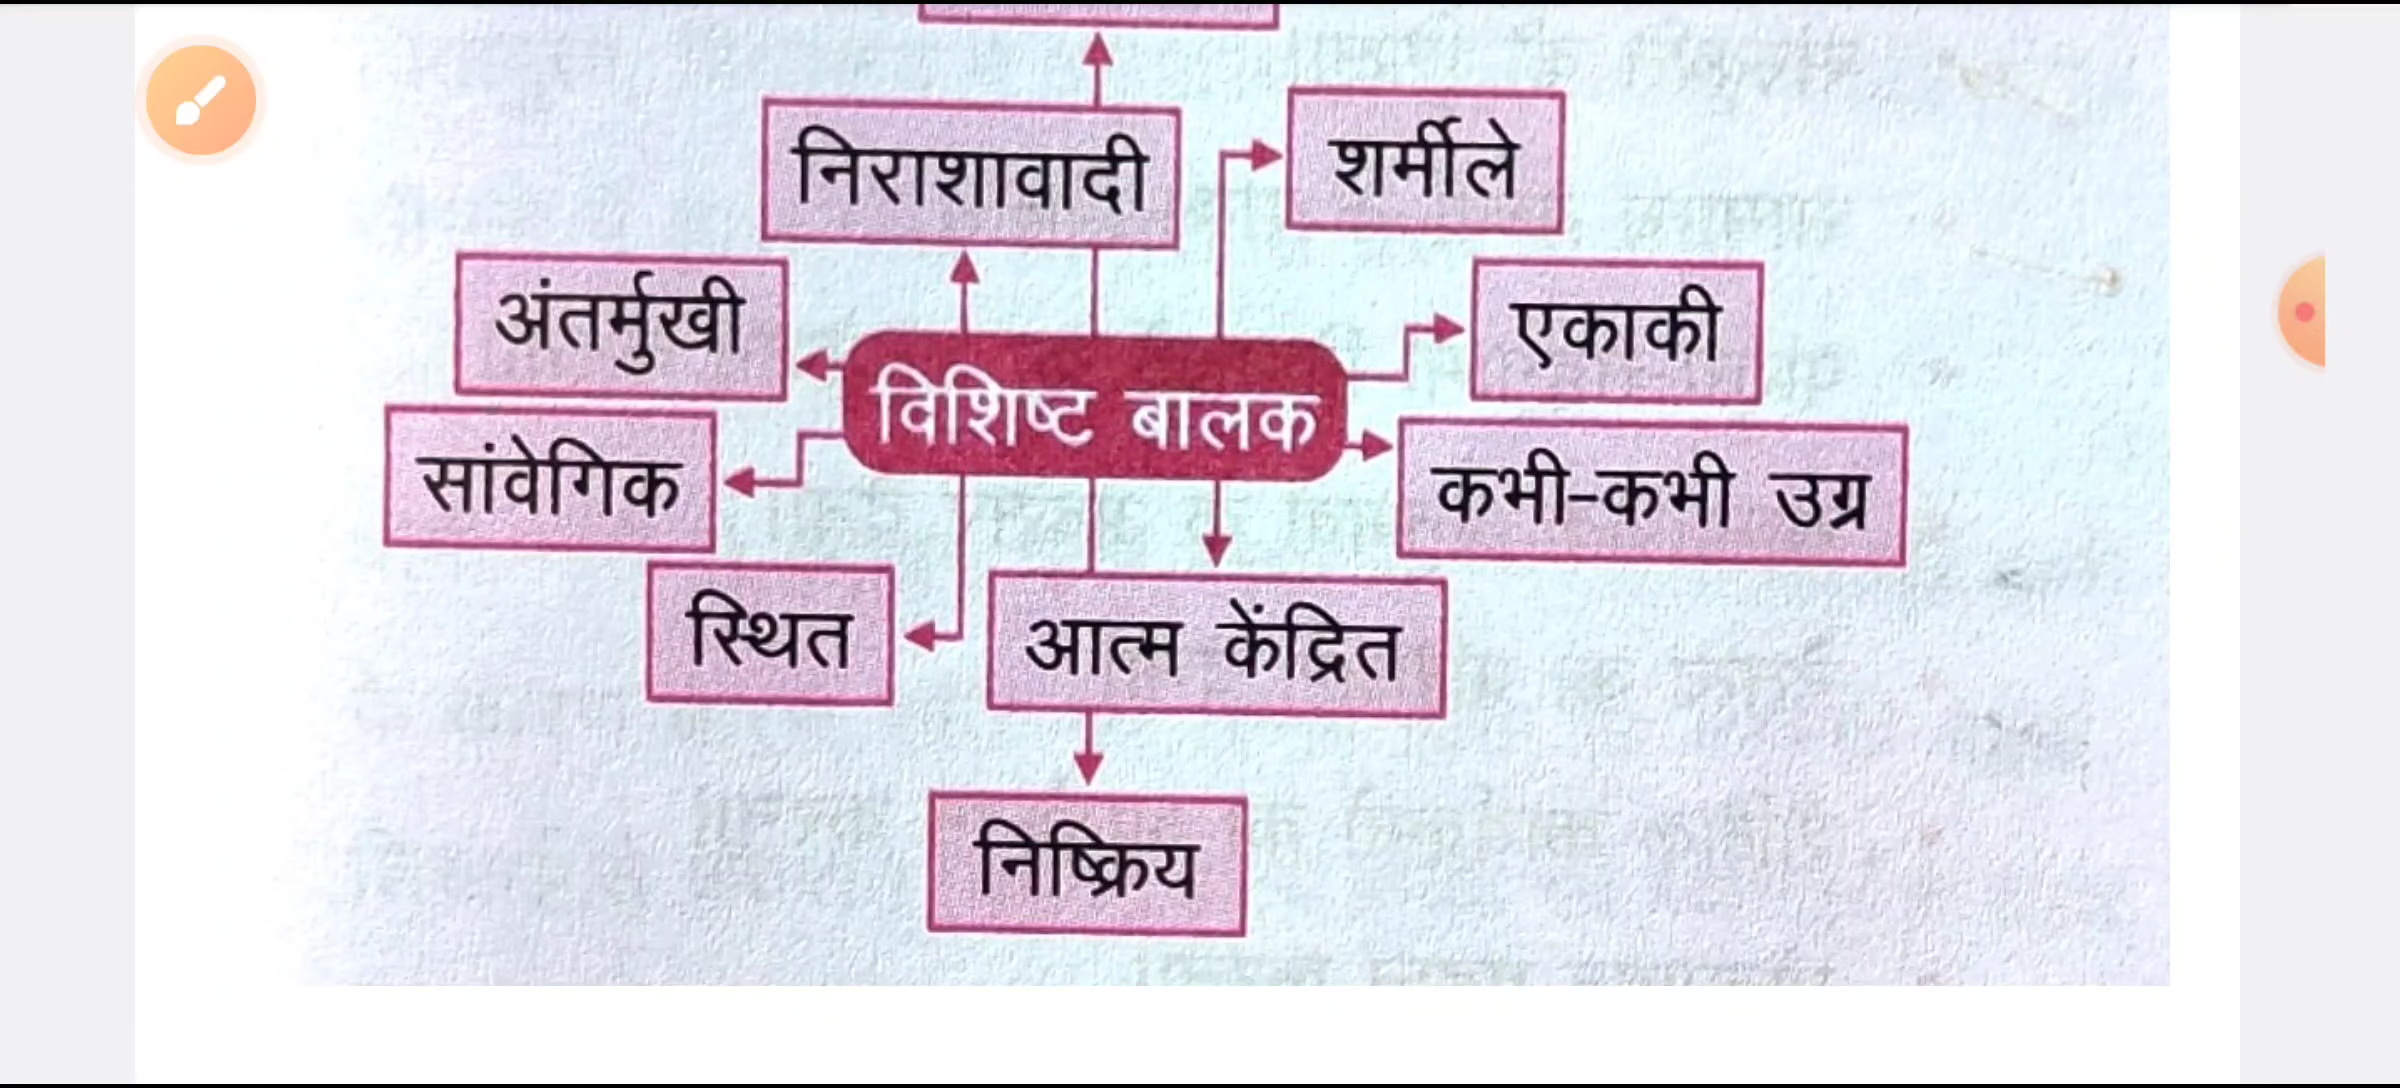 निराशावादी
शर्मीले
अंतर्मुखी
एकाकी
विशिष्ट बालक
सांवेगिक
कभी-कभी उग्र
स्थित
आत्म केंद्रित
निष्क्रिय